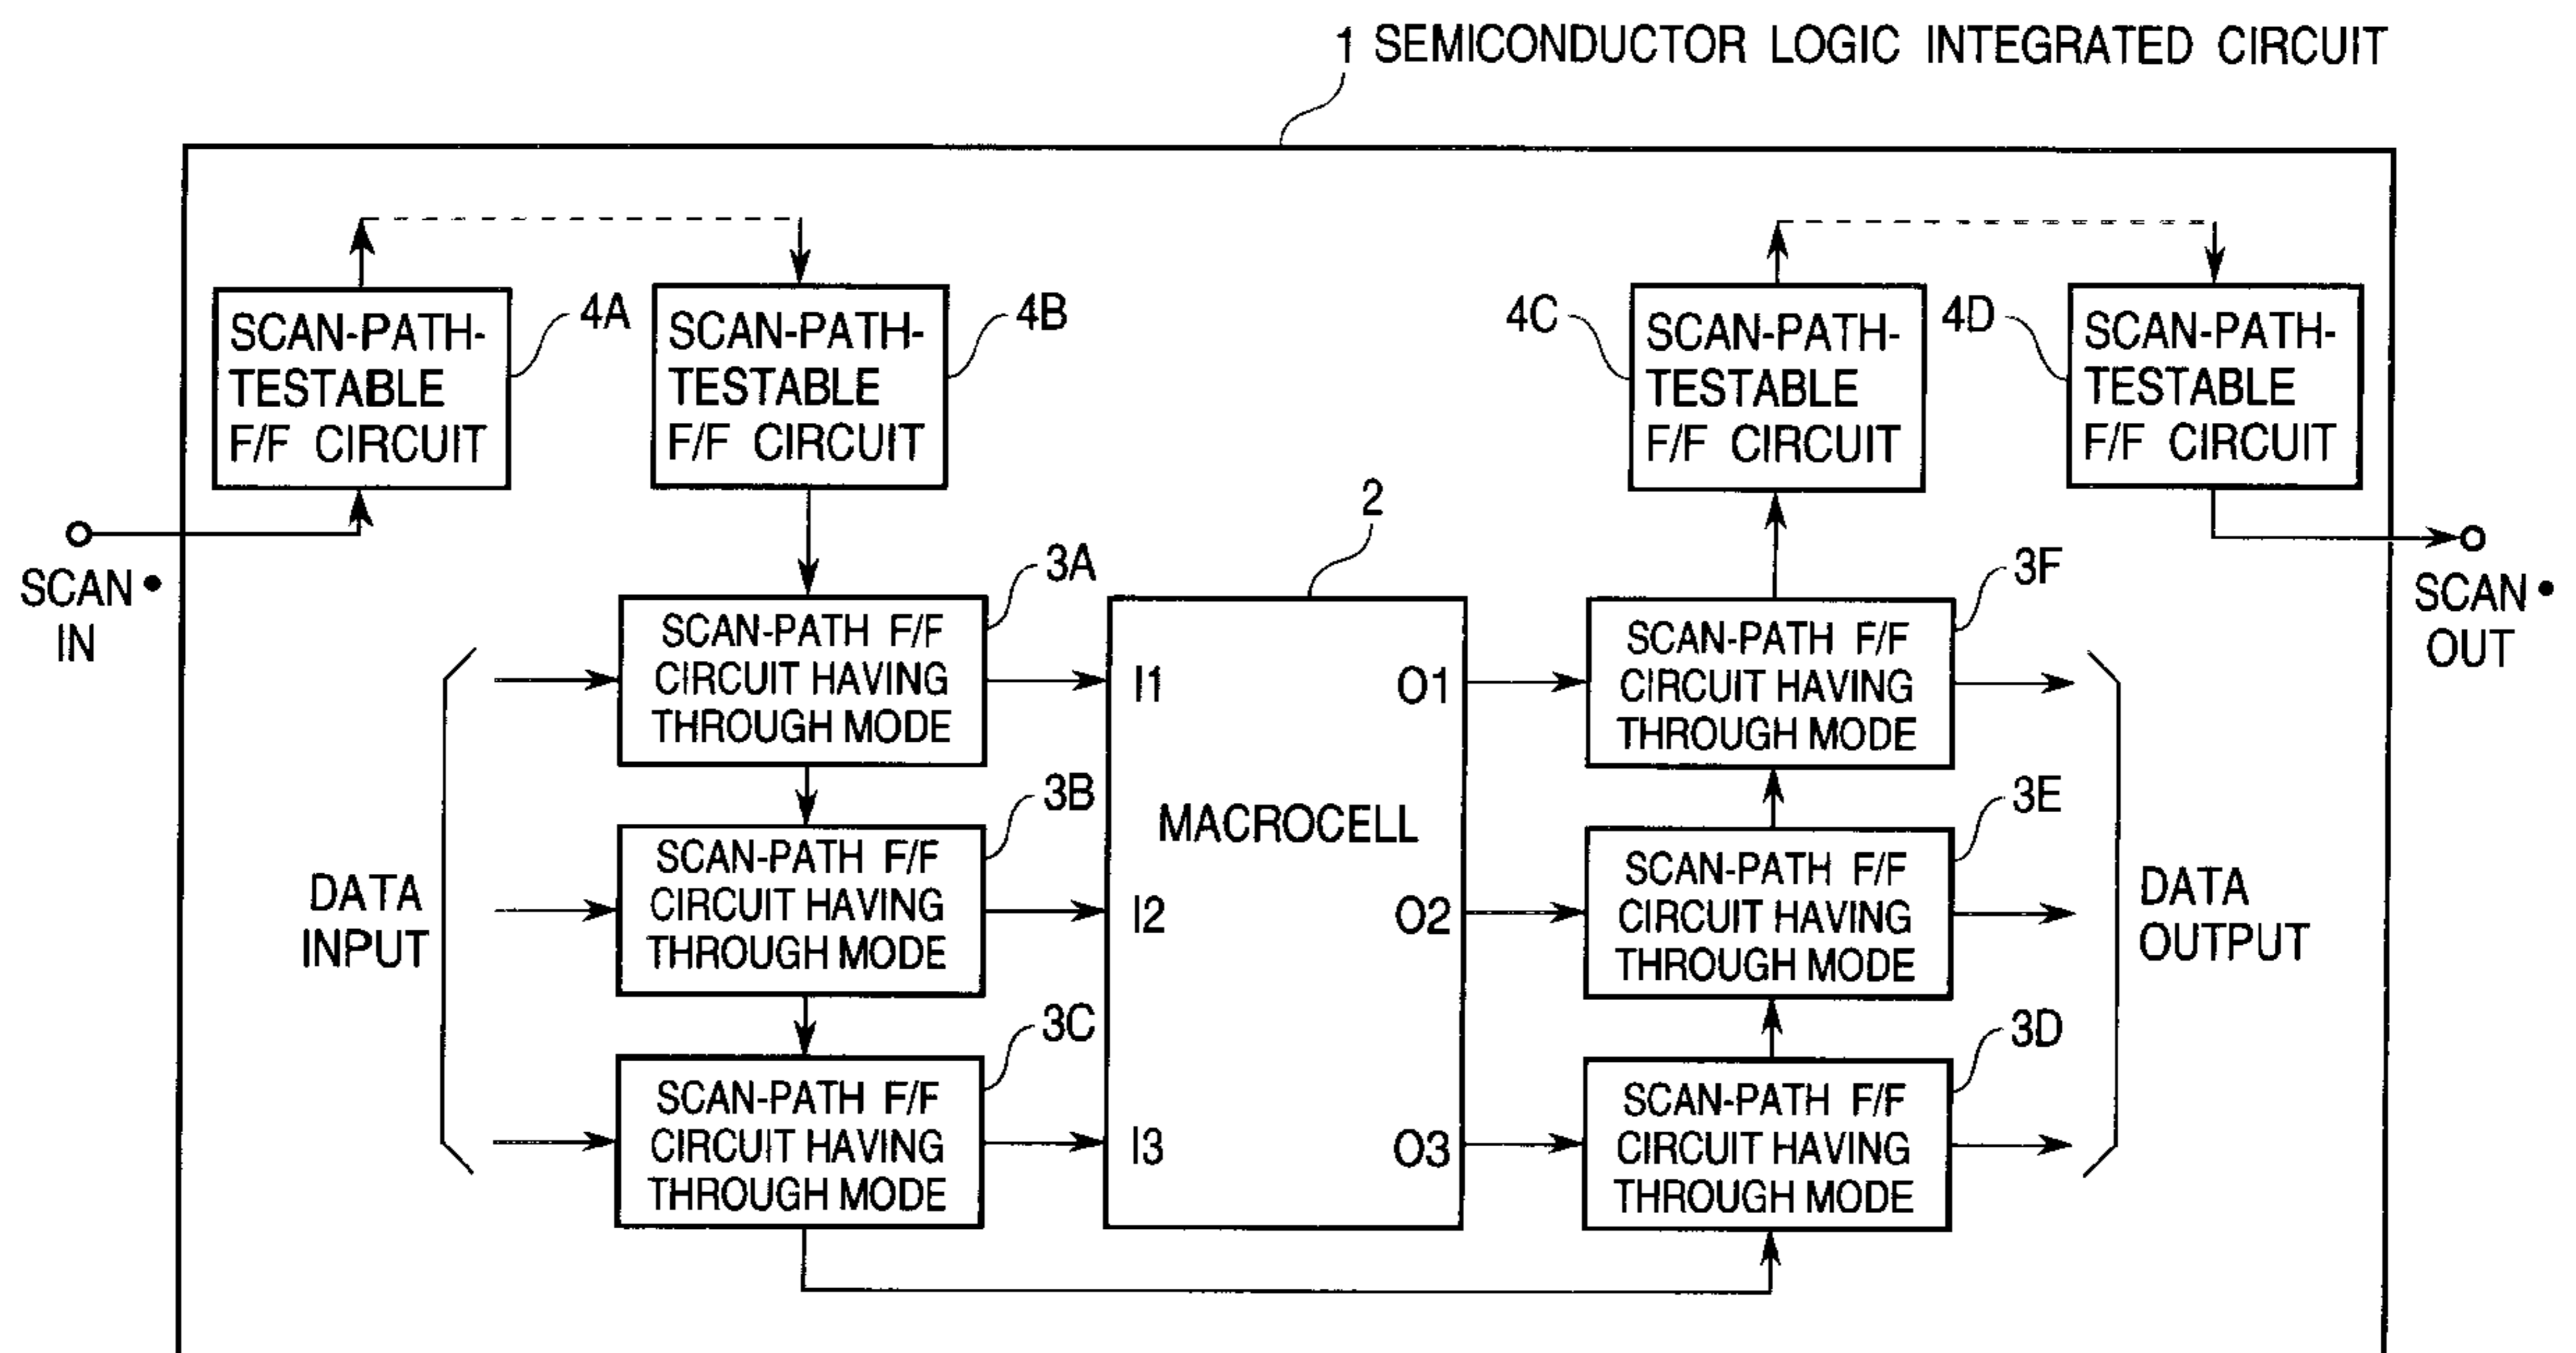 1 SEMICONDUCTOR LOGIC INTEGRATED CIRCUIT
SCAN-PATH-
TESTABLE
F/F CIRCUIT
4A
SCAN-PATH-
TESTABLE
F/F CIRCUIT
4B
4C
SCAN-PATH-
TESTABLE
F/F CIRCUIT
4D
SCAN-PATH-
TESTABLE
F/F CIRCUIT
SCAN•
IN
SCAN•
OUT
DATA
INPUT
3A
SCAN-PATH F/F
CIRCUIT HAVING
THROUGH MODE
3B
SCAN-PATH F/F
CIRCUIT HAVING
THROUGH MODE
3C
SCAN-PATH F/F
CIRCUIT HAVING
THROUGH MODE
2
MACROCELL
I1
I2
I3
O1
O2
O3
3F
SCAN-PATH F/F
CIRCUIT HAVING
THROUGH MODE
3E
SCAN-PATH F/F
CIRCUIT HAVING
THROUGH MODE
3D
SCAN-PATH F/F
CIRCUIT HAVING
THROUGH MODE
DATA
OUTPUT